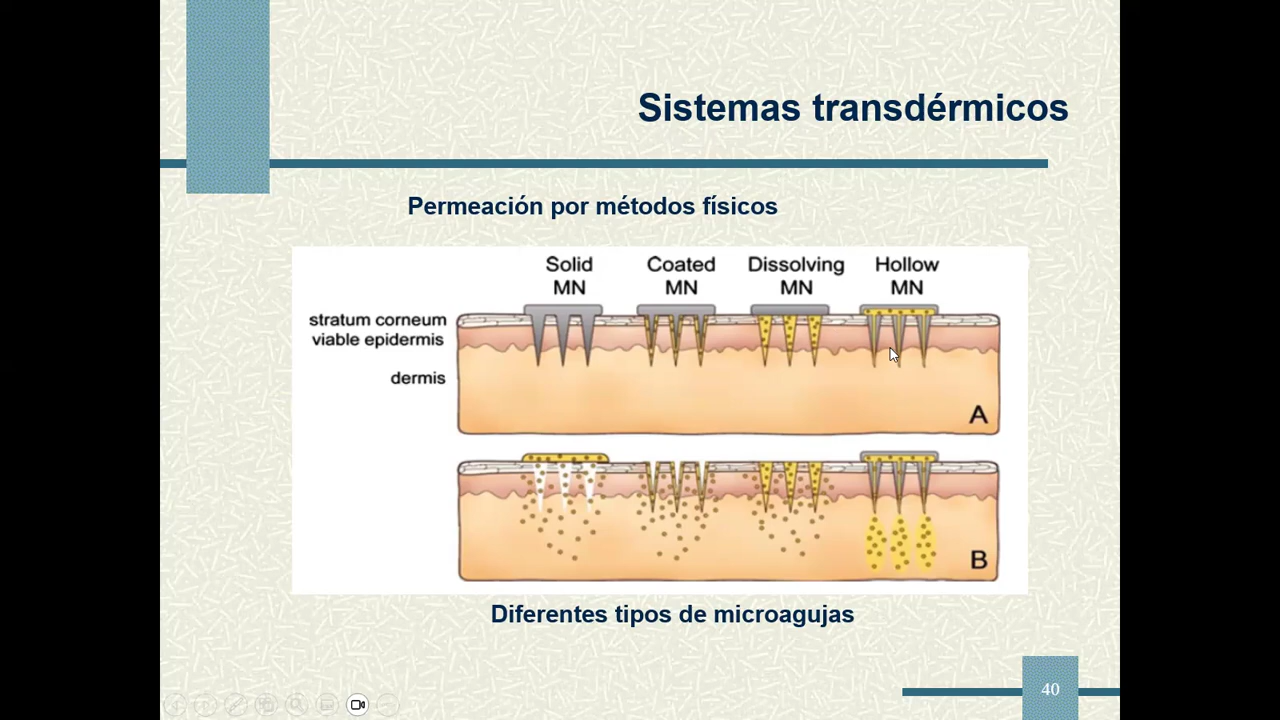 Sistemas transdérmicos
Permeación por métodos físicos
Solid
MN
Coated
MN
Dissolving
MN
Hollow
MN
stratum corneum
viable epidermis
dermis
A
B
Diferentes tipos de microagujas
40